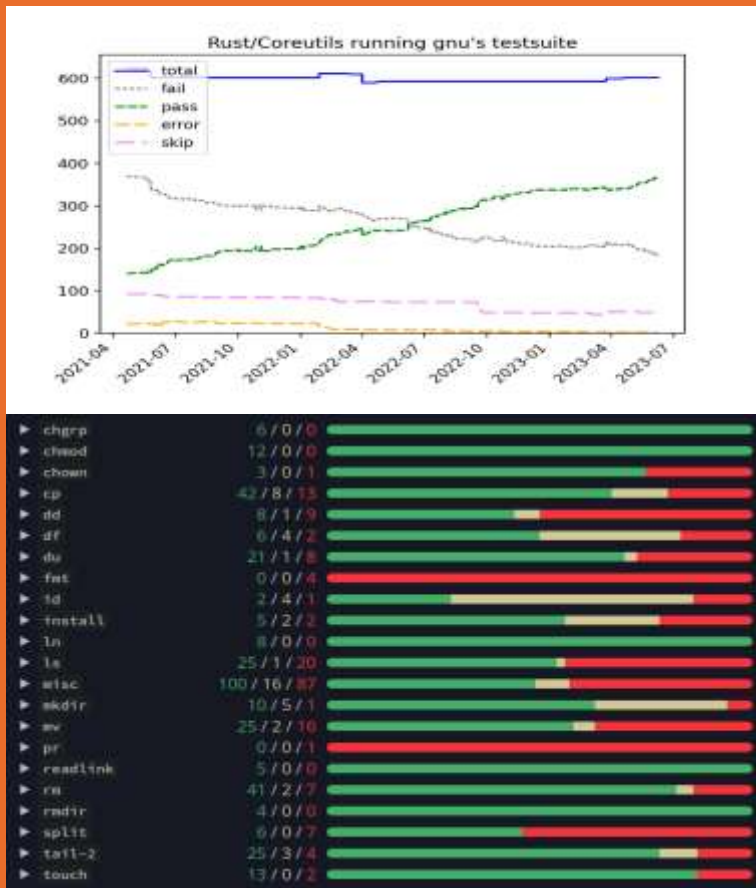 Rust/Coreutils running gnu's testsuite
total
fail
pass
error
skip
600
500
400
300
200
100
0
2021-04
2021-07
2021-10
2022-01
2022-04
2022-07
2022-10
2023-01
2023-04
2023-07
chgrp 6 / 0 / 0
chmod 12 / 0 / 0
chown 3 / 0 / 1
cp 42 / 8 / 13
dd 8 / 1 / 9
df 6 / 4 / 2
du 21 / 1 / 8
fmt 0 / 0 / 4
id 2 / 4 / 1
install 5 / 2 / 2
ln 8 / 0 / 0
ls 25 / 1 / 20
misc 100 / 16 / 87
mkdir 10 / 5 / 1
mv 25 / 2 / 16
pr 0 / 0 / 1
readlink 5 / 0 / 0
rm 41 / 2 / 7
rmdir 4 / 0 / 0
split 6 / 0 / 7
tail-2 25 / 3 / 4
touch 13 / 0 / 2